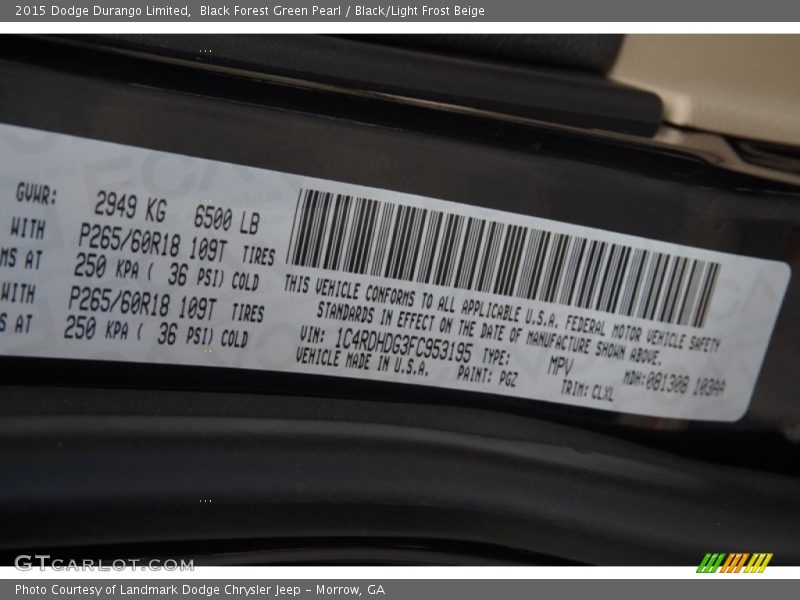 2015 Dodge Durango Limited, Black Forest Green Pearl / Black/Light Frost Beige
GVWR: 2949 KG 6500 LB
WITH P265/60R18 109T TIRES
MS AT 250 KPA ( 36 PSI) COLD
WITH P265/60R18 109T TIRES
S AT 250 KPA ( 36 PSI) COLD
THIS VEHICLE CONFORMS TO ALL APPLICABLE U.S.A. FEDERAL MOTOR VEHICLE SAFETY
STANDARDS IN EFFECT ON THE DATE OF MANUFACTURE SHOWN ABOVE.
VIN: 1C4RDHDG3FC953195 TYPE: MPV MDH:081308 103AA
VEHICLE MADE IN U.S.A. PAINT: PGZ TRIM: CLXL
GTCARLOT.COM
Photo Courtesy of Landmark Dodge Chrysler Jeep – Morrow, GA